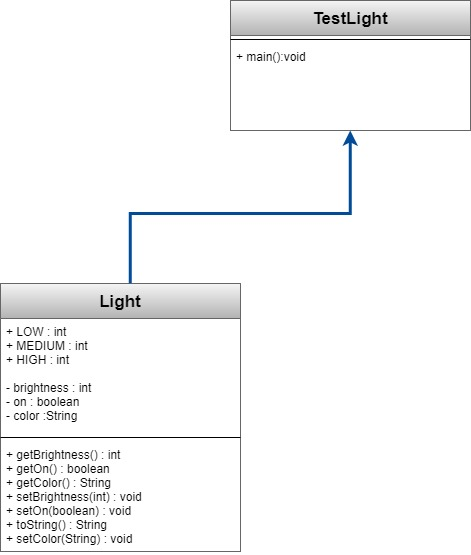 TestLight
+ main():void
Light
+ LOW : int
+ MEDIUM : int
+ HIGH : int
- brightness : int
- on : boolean
- color :String
+ getBrightness() : int
+ getOn() : boolean
+ getColor() : String
+ setBrightness(int) : void
+ setOn(boolean) : void
+ toString() : String
+ setColor(String) : void